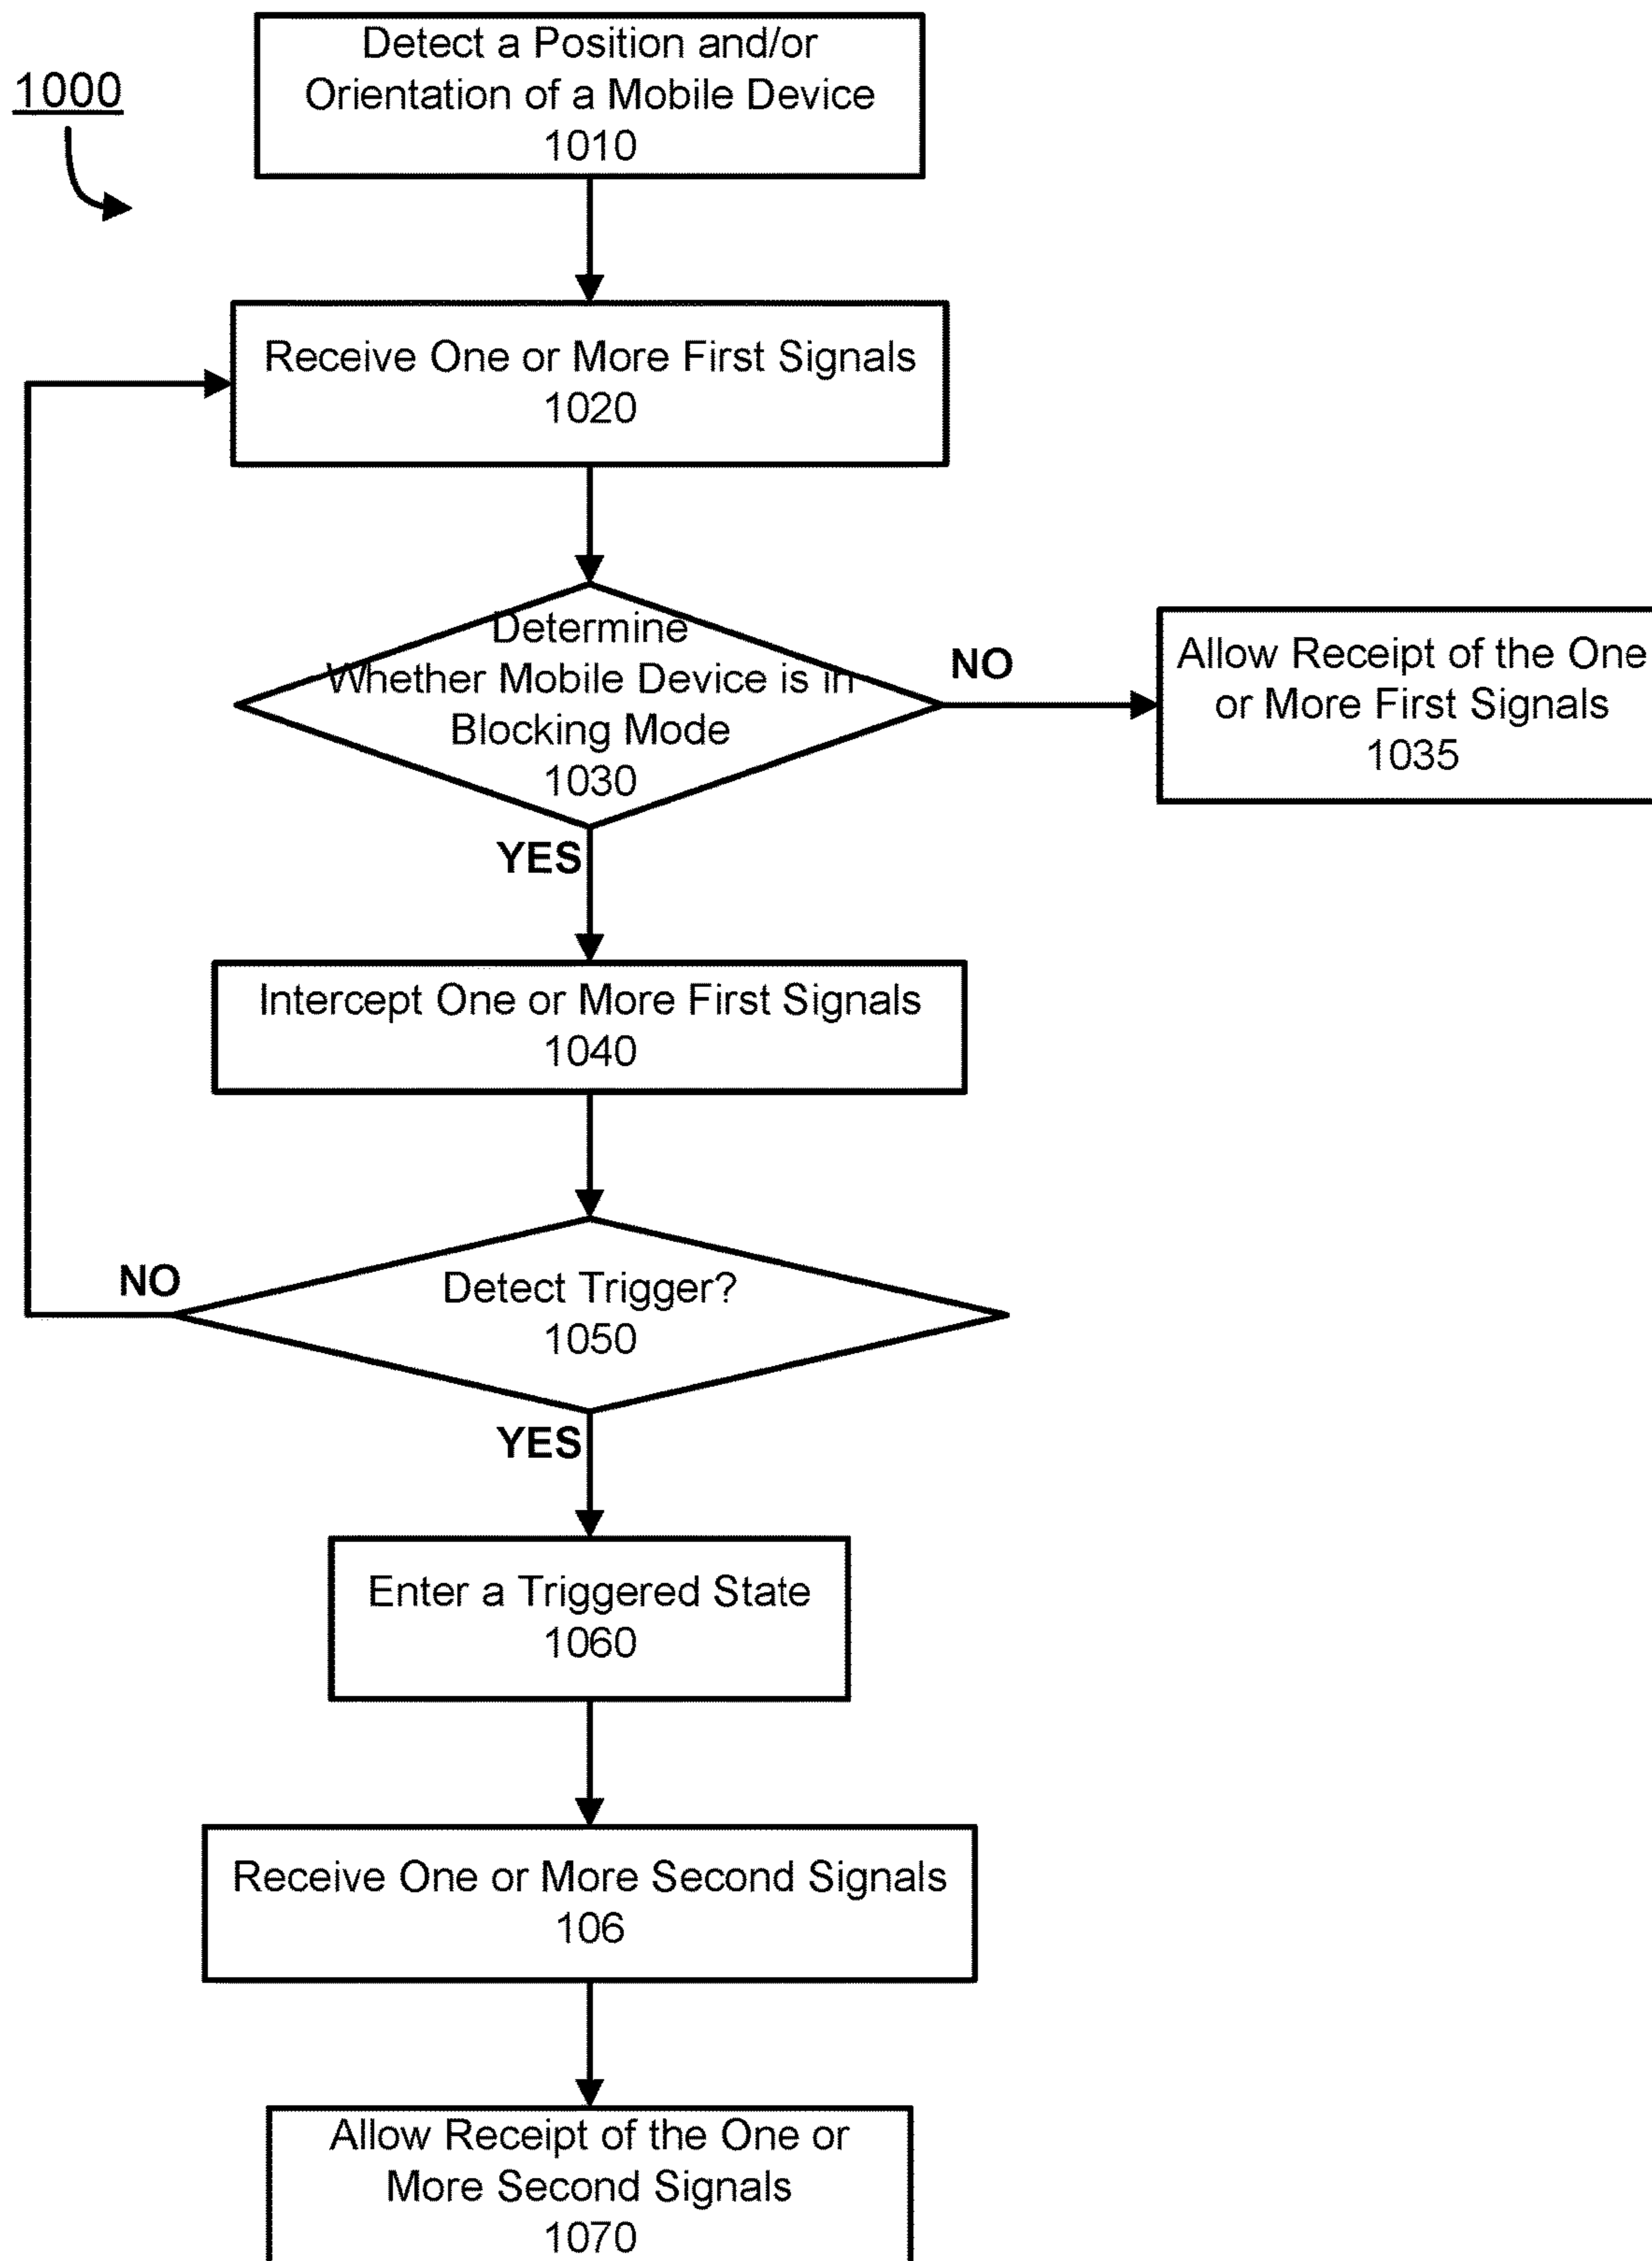 1000
Detect a Position and/or
Orientation of a Mobile Device
1010
Receive One or More First Signals
1020
Determine
Whether Mobile Device is in
Blocking Mode
1030
NO
Allow Receipt of the One
or More First Signals
1035
YES
Intercept One or More First Signals
1040
Detect Trigger?
1050
NO
YES
Enter a Triggered State
1060
Receive One or More Second Signals
106
Allow Receipt of the One or
More Second Signals
1070